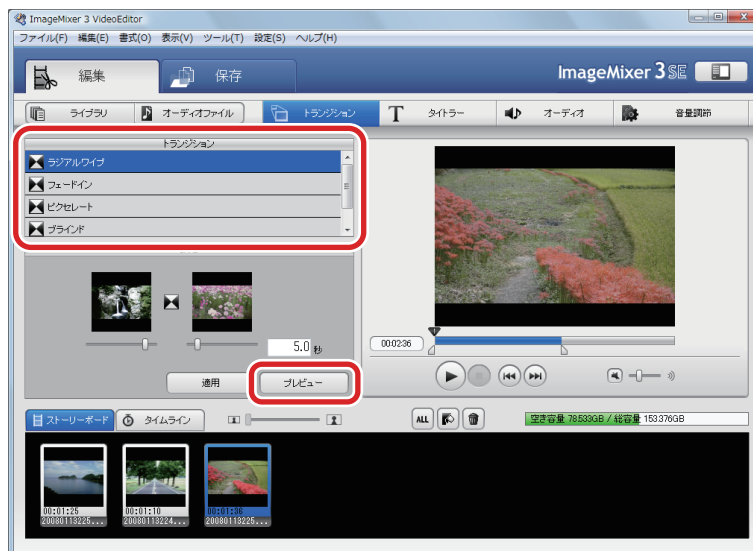 ImageMixer 3 VideoEditor
ファイル(F) 編集(E) 書式(O) 表示(V) ツール(T) 設定(S) ヘルプ(H)
編集 保存 ImageMixer 3 SE
ライブラリ オーディオファイル トランジション T タイトラー オーディオ 音量調節
トランジション
ラジアルワイプ
フェードイン
ピクセレート
ブラインド
5.0 秒
00:02:36
適用 プレビュー
ストーリーボード タイムライン ALL 空き容量 78.533GB / 総容量 153.376GB
00:01:25 00:01:10 00:01:36
20080113225... 20080113224... 20080113225...